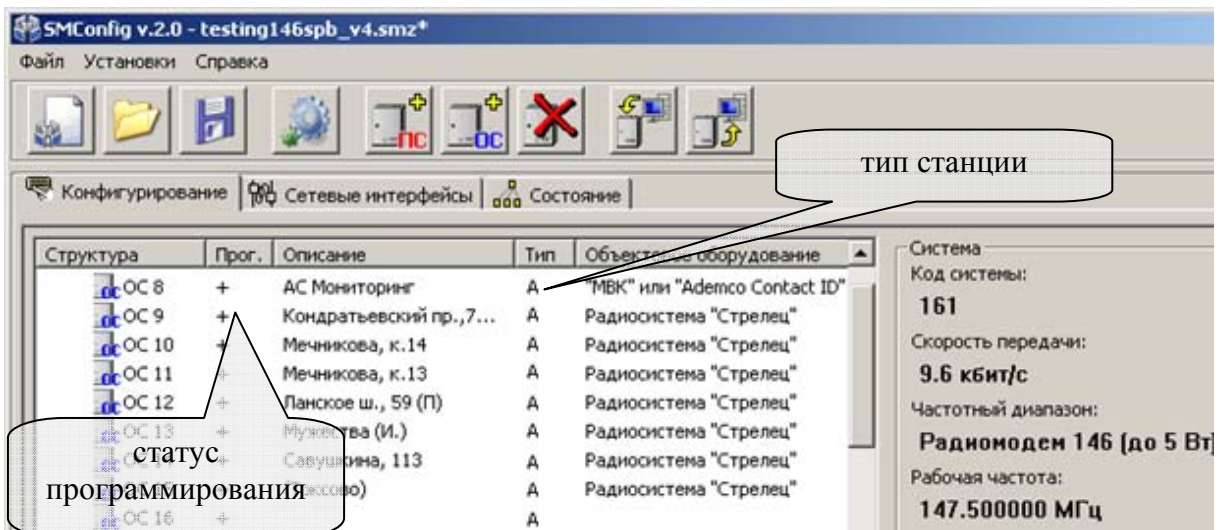 SMConfig v.2.0 - testing146spb_v4.smz*
Файл Установки Справка
ПС ОС
тип станции
Конфигурирование Сетевые интерфейсы Состояние
Структура Прог. Описание Тип Объектовое оборудование
ОС 8 + АС Мониторинг А "МВК" или "Ademco Contact ID"
ОС 9 + Кондратьевский пр.,7... А Радиосистема "Стрелец"
ОС 10 + Мечникова, к.14 А Радиосистема "Стрелец"
ОС 11 + Мечникова, к.13 А Радиосистема "Стрелец"
ОС 12 + Ланское ш., 59 (П) А Радиосистема "Стрелец"
ОС 13 + Мужества (И.) А Радиосистема "Стрелец"
+ Савушкина, 113 А Радиосистема "Стрелец"
А Радиосистема "Стрелец"
ОС 16 + А
статус
программирования
Система
Код системы:
161
Скорость передачи:
9.6 кбит/с
Частотный диапазон:
Радиомодем 146 (до 5 Вт)
Рабочая частота:
147.500000 МГц